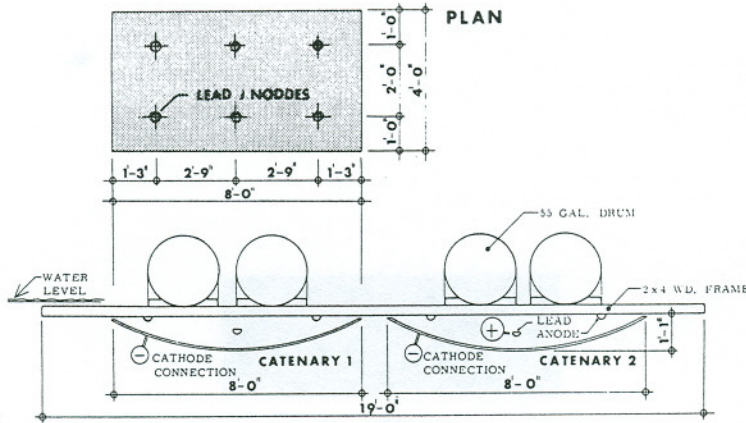 PLAN
1'-0"
2'-0"
4'-0"
1'-0"
LEAD J NODDES
1'-3"
2'-9"
2'-9"
1'-3"
8'-0"
55 GAL. DRUM
WATER
LEVEL
2x4 WD. FRAME
+
LEAD
ANODE
1'-1"
−
CATHODE
CONNECTION
CATENARY 1
−
CATHODE
CONNECTION
CATENARY 2
8'-0"
8'-0"
19'-0"